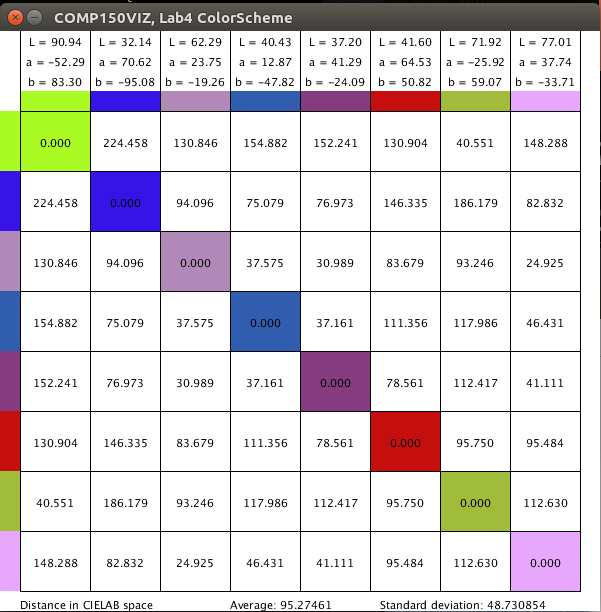 COMP150VIZ, Lab4 ColorScheme
L = 90.94 L = 32.14 L = 62.29 L = 40.43 L = 37.20 L = 41.60 L = 71.92 L = 77.01
a = -52.29 a = 70.62 a = 23.75 a = 12.87 a = 41.29 a = 64.53 a = -25.92 a = 37.74
b = 83.30 b = -95.08 b = -19.26 b = -47.82 b = -24.09 b = 50.82 b = 59.07 b = -33.71
0.000 224.458 130.846 154.882 152.241 130.904 40.551 148.288
224.458 0.000 94.096 75.079 76.973 146.335 186.179 82.832
130.846 94.096 0.000 37.575 30.989 83.679 93.246 24.925
154.882 75.079 37.575 0.000 37.161 111.356 117.986 46.431
152.241 76.973 30.989 37.161 0.000 78.561 112.417 41.111
130.904 146.335 83.679 111.356 78.561 0.000 95.750 95.484
40.551 186.179 93.246 117.986 112.417 95.750 0.000 112.630
148.288 82.832 24.925 46.431 41.111 95.484 112.630 0.000
Distance in CIELAB space Average: 95.27461 Standard deviation: 48.730854